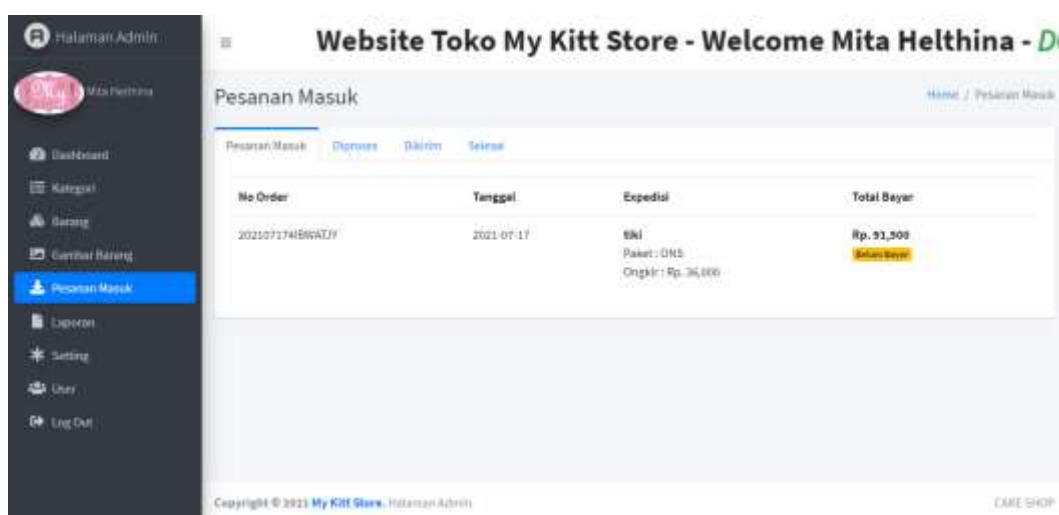 Halaman Admin
Website Toko My Kitt Store - Welcome Mita Helthina -
Mita Helthina
Pesanan Masuk
Home / Pesanan Masuk
Pesanan Masuk Diproses Dikirim Selesai
Dashboard
Kategori
Barang
Gambar Barang
Pesanan Masuk
Laporan
Setting
User
Log Out
No Order Tanggal Expedisi Total Bayar
2021-07-17 tiki Rp. 91,500
Paket : ONS Belum Bayar
Ongkir : Rp. 36,000
Copyright © 2021 My Kitt Store. Halaman Admin.
CAKE SHOP